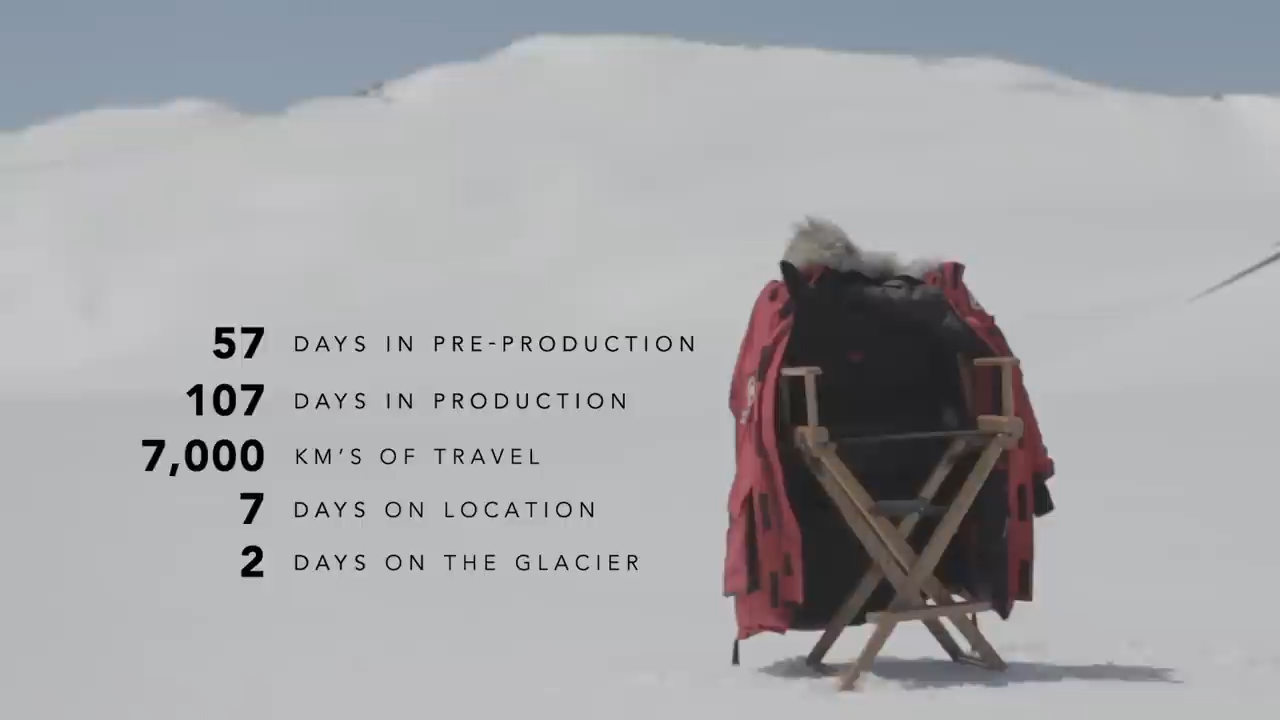 57 DAYS IN PRE-PRODUCTION
107 DAYS IN PRODUCTION
7,000 KM'S OF TRAVEL
7 DAYS ON LOCATION
2 DAYS ON THE GLACIER